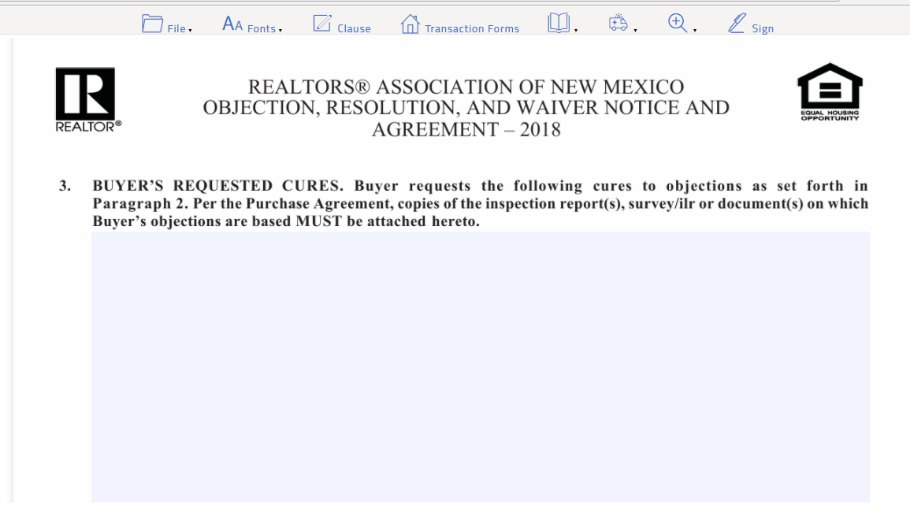 File Fonts Clause Transaction Forms Sign
REALTORS® ASSOCIATION OF NEW MEXICO
OBJECTION, RESOLUTION, AND WAIVER NOTICE AND
AGREEMENT – 2018
REALTOR®
EQUAL HOUSING
OPPORTUNITY
3. BUYER'S REQUESTED CURES. Buyer requests the following cures to objections as set forth in
Paragraph 2. Per the Purchase Agreement, copies of the inspection report(s), survey/ilr or document(s) on which
Buyer's objections are based MUST be attached hereto.